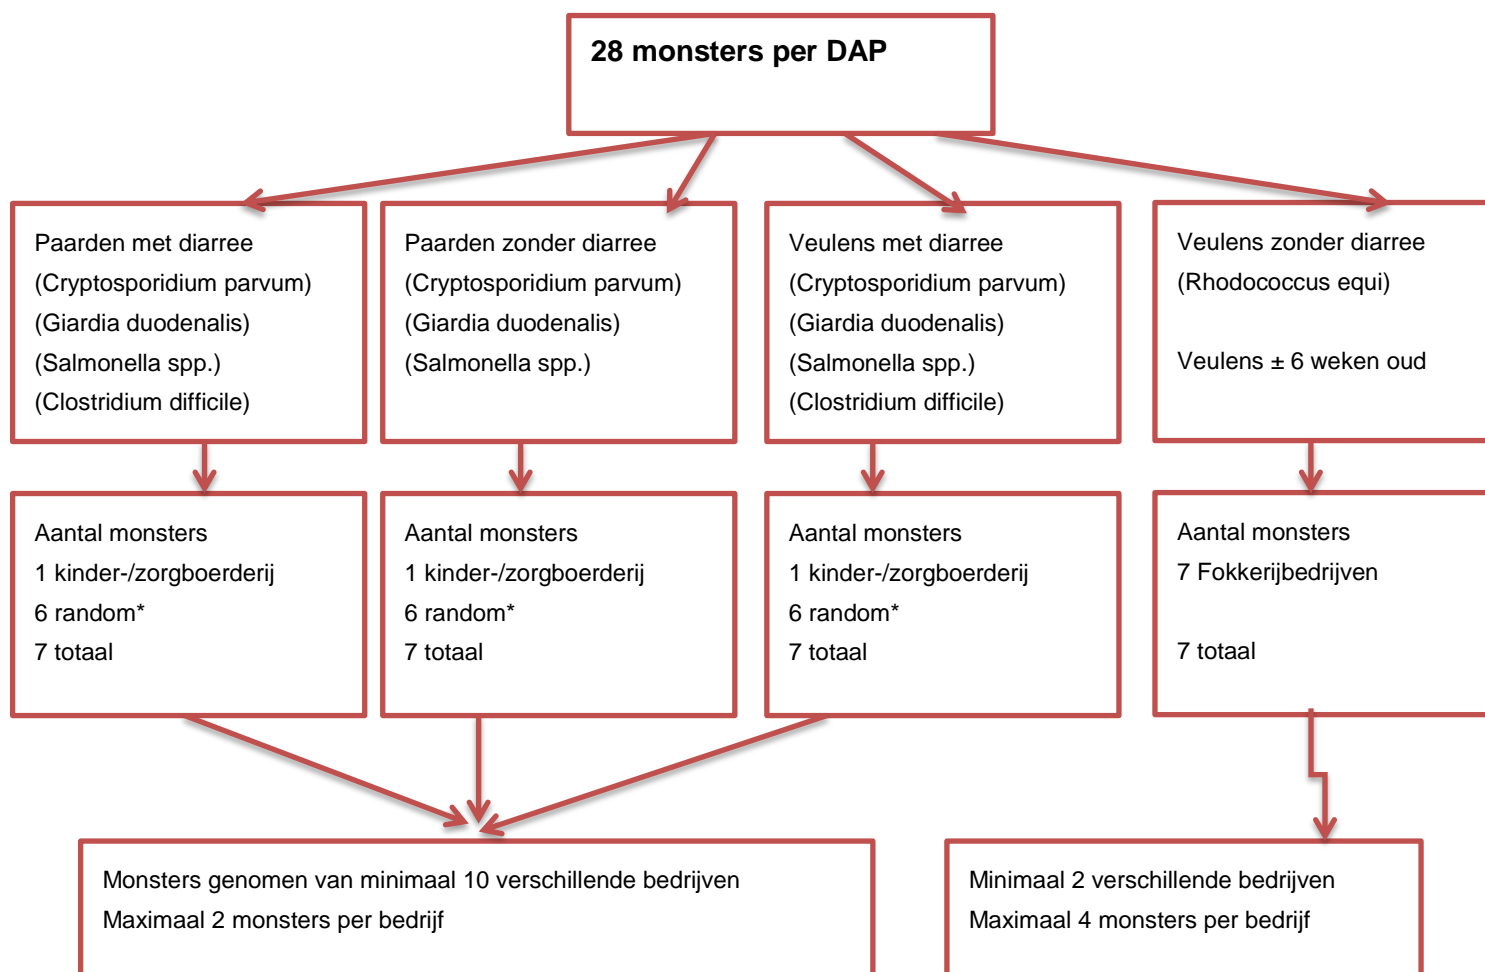 28 monsters per DAP
Paarden met diarree
(Cryptosporidium parvum)
(Giardia duodenalis)
(Salmonella spp.)
(Clostridium difficile)
Paarden zonder diarree
(Cryptosporidium parvum)
(Giardia duodenalis)
(Salmonella spp.)
Veulens met diarree
(Cryptosporidium parvum)
(Giardia duodenalis)
(Salmonella spp.)
(Clostridium difficile)
Veulens zonder diarree
(Rhodococcus equi)
Veulens ± 6 weken oud
Aantal monsters
1 kinder-/zorgboerderij
6 random*
7 totaal
Aantal monsters
1 kinder-/zorgboerderij
6 random*
7 totaal
Aantal monsters
1 kinder-/zorgboerderij
6 random*
7 totaal
Aantal monsters
7 Fokkerijbedrijven
7 totaal
Monsters genomen van minimaal 10 verschillende bedrijven
Maximaal 2 monsters per bedrijf
Minimaal 2 verschillende bedrijven
Maximaal 4 monsters per bedrijf